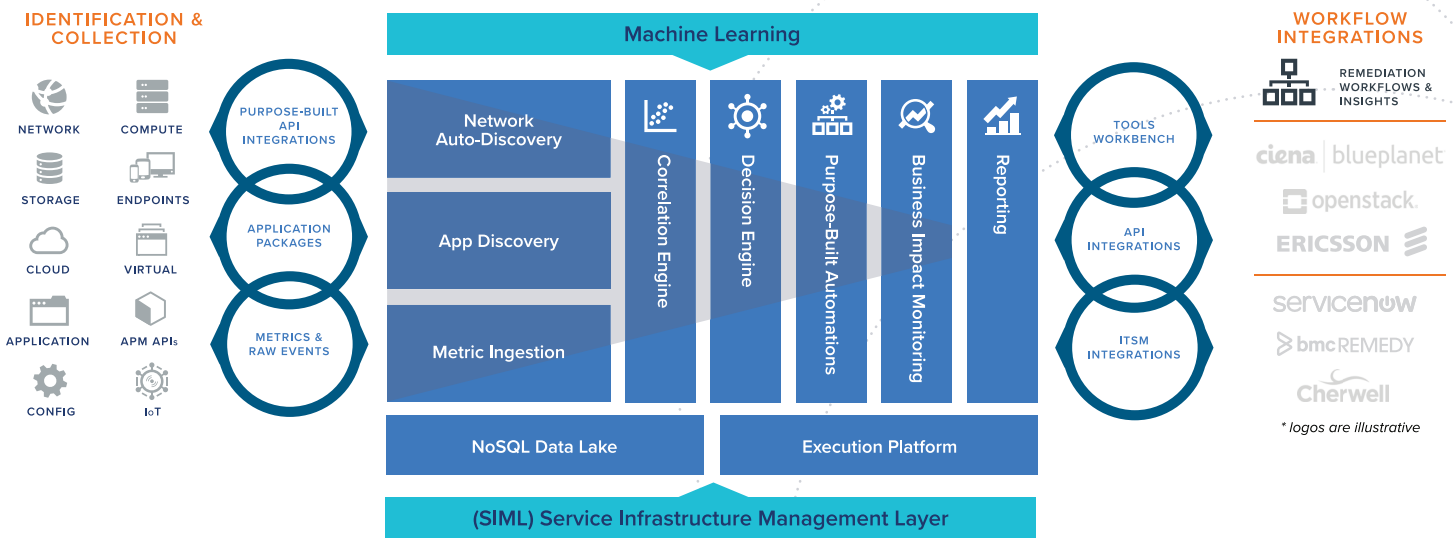 IDENTIFICATION &
COLLECTION
NETWORK
COMPUTE
STORAGE
ENDPOINTS
CLOUD
VIRTUAL
APPLICATION
APM APIs
CONFIG
IoT
PURPOSE-BUILT
API
INTEGRATIONS
APPLICATION
PACKAGES
METRICS &
RAW EVENTS
Machine Learning
Network
Auto-Discovery
App Discovery
Metric Ingestion
Correlation Engine
Decision Engine
Purpose-Built Automations
Business Impact Monitoring
Reporting
NoSQL Data Lake
Execution Platform
(SIML) Service Infrastructure Management Layer
TOOLS
WORKBENCH
API
INTEGRATIONS
ITSM
INTEGRATIONS
WORKFLOW
INTEGRATIONS
REMEDIATION
WORKFLOWS &
INSIGHTS
ciena | blueplanet
openstack.
ERICSSON
servicenow
bmc REMEDY
Cherwell
* logos are illustrative